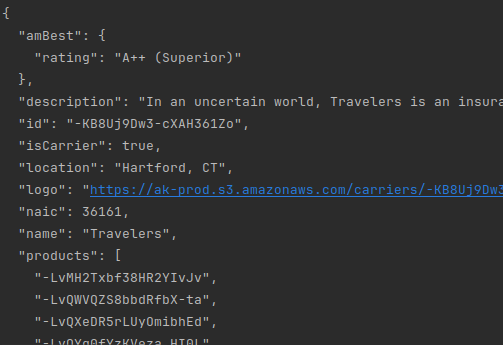 {
"amBest": {
"rating": "A++ (Superior)"
},
"description": "In an uncertain world, Travelers is an insura
"id": "-KB8Uj9Dw3-cXAH361Zo",
"isCarrier": true,
"location": "Hartford, CT",
"logo": "https://ak-prod.s3.amazonaws.com/carriers/-KB8Uj9Dw3
"naic": 36161,
"name": "Travelers",
"products": [
"-LvMH2Txbf38HR2YIvJv",
"-LvQWVQZS8bbdRfbX-ta",
"-LvQXeDR5rLUyOmibhEd",